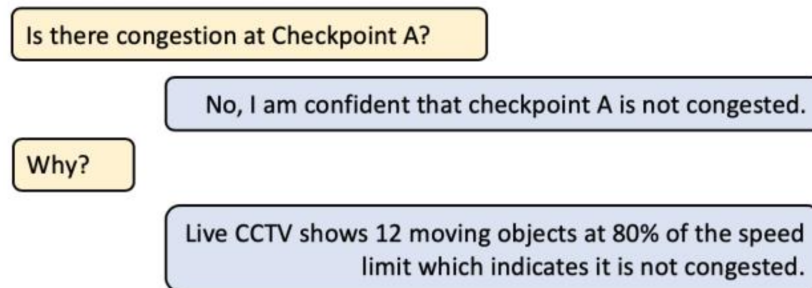 Is there congestion at Checkpoint A?
No, I am confident that checkpoint A is not congested.
Why?
Live CCTV shows 12 moving objects at 80% of the speed
limit which indicates it is not congested.